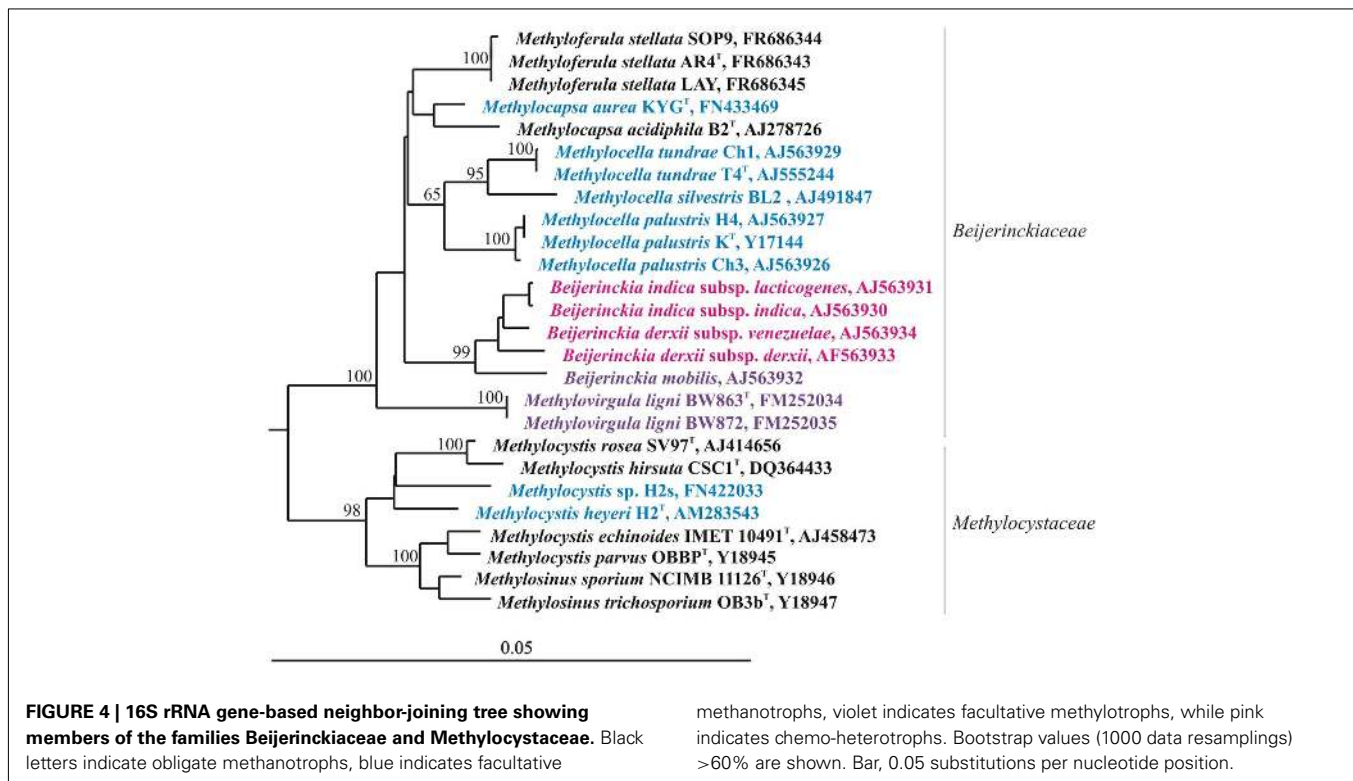 Methyloferula stellata SOP9, FR686344
100
Methyloferula stellata AR4ᵀ, FR686343
Methyloferula stellata LAY, FR686345
Methylocapsa aurea KYGᵀ, FN433469
Methylocapsa acidiphila B2ᵀ, AJ278726
100
Methylocella tundrae Ch1, AJ563929
95
Methylocella tundrae T4ᵀ, AJ555244
65
Methylocella silvestris BL2 , AJ491847
Methylocella palustris H4, AJ563927
100
Methylocella palustris Kᵀ, Y17144
Methylocella palustris Ch3, AJ563926
Beijerinckiaceae
Beijerinckia indica subsp. lacticogenes, AJ563931
Beijerinckia indica subsp. indica, AJ563930
Beijerinckia derxii subsp. venezuelae, AJ563934
99
Beijerinckia derxii subsp. derxii, AF563933
100
Beijerinckia mobilis, AJ563932
100
Methylovirgula ligni BW863ᵀ, FM252034
Methylovirgula ligni BW872, FM252035
100
Methylocystis rosea SV97ᵀ, AJ414656
Methylocystis hirsuta CSC1ᵀ, DQ364433
Methylocystis sp. H2s, FN422033
98
Methylocystis heyeri H2ᵀ, AM283543
Methylocystaceae
Methylocystis echinoides IMET 10491ᵀ, AJ458473
100
Methylocystis parvus OBBPᵀ, Y18945
Methylosinus sporium NCIMB 11126ᵀ, Y18946
Methylosinus trichosporium OB3bᵀ, Y18947
0.05
FIGURE 4 | 16S rRNA gene-based neighbor-joining tree showing
members of the families Beijerinckiaceae and Methylocystaceae. Black
letters indicate obligate methanotrophs, blue indicates facultative
methanotrophs, violet indicates facultative methylotrophs, while pink
indicates chemo-heterotrophs. Bootstrap values (1000 data resamplings)
>60% are shown. Bar, 0.05 substitutions per nucleotide position.